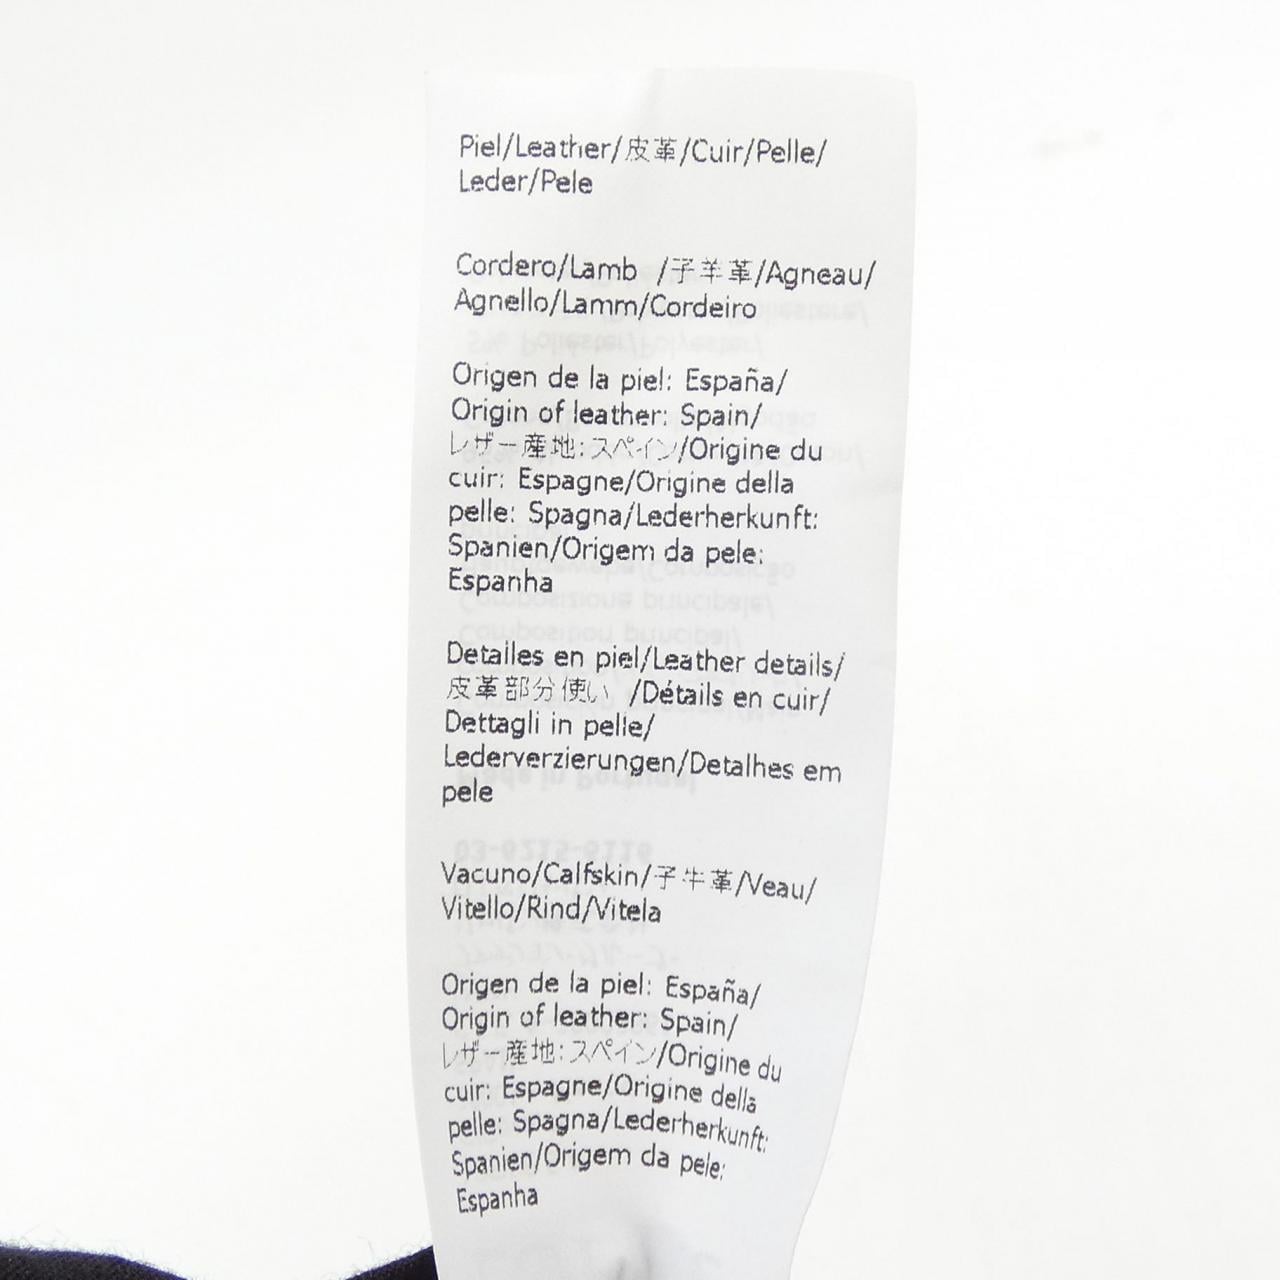 Piel/Leather/皮革/Cuir/Pelle/
Leder/Pele
Cordero/Lamb /子羊革/Agneau/
Agnello/Lamm/Cordeiro
Origen de la piel: España/
Origin of leather: Spain/
レザー産地:スペイン/Origine du
cuir: Espagne/Origine della
pelle: Spagna/Lederherkunft:
Spanien/Origem da pele:
Espanha
Detalles en piel/Leather details/
皮革部分使い /Détails en cuir/
Dettagli in pelle/
Lederverzierungen/Detalhes em
pele
Vacuno/Calfskin/子牛革/Veau/
Vitello/Rind/Vitela
Origen de la piel: España/
Origin of leather: Spain/
レザー産地:スペイン/Origine du
cuir: Espagne/Origine della
pelle: Spagna/Lederherkunft:
Spanien/Origem da pele:
Espanha